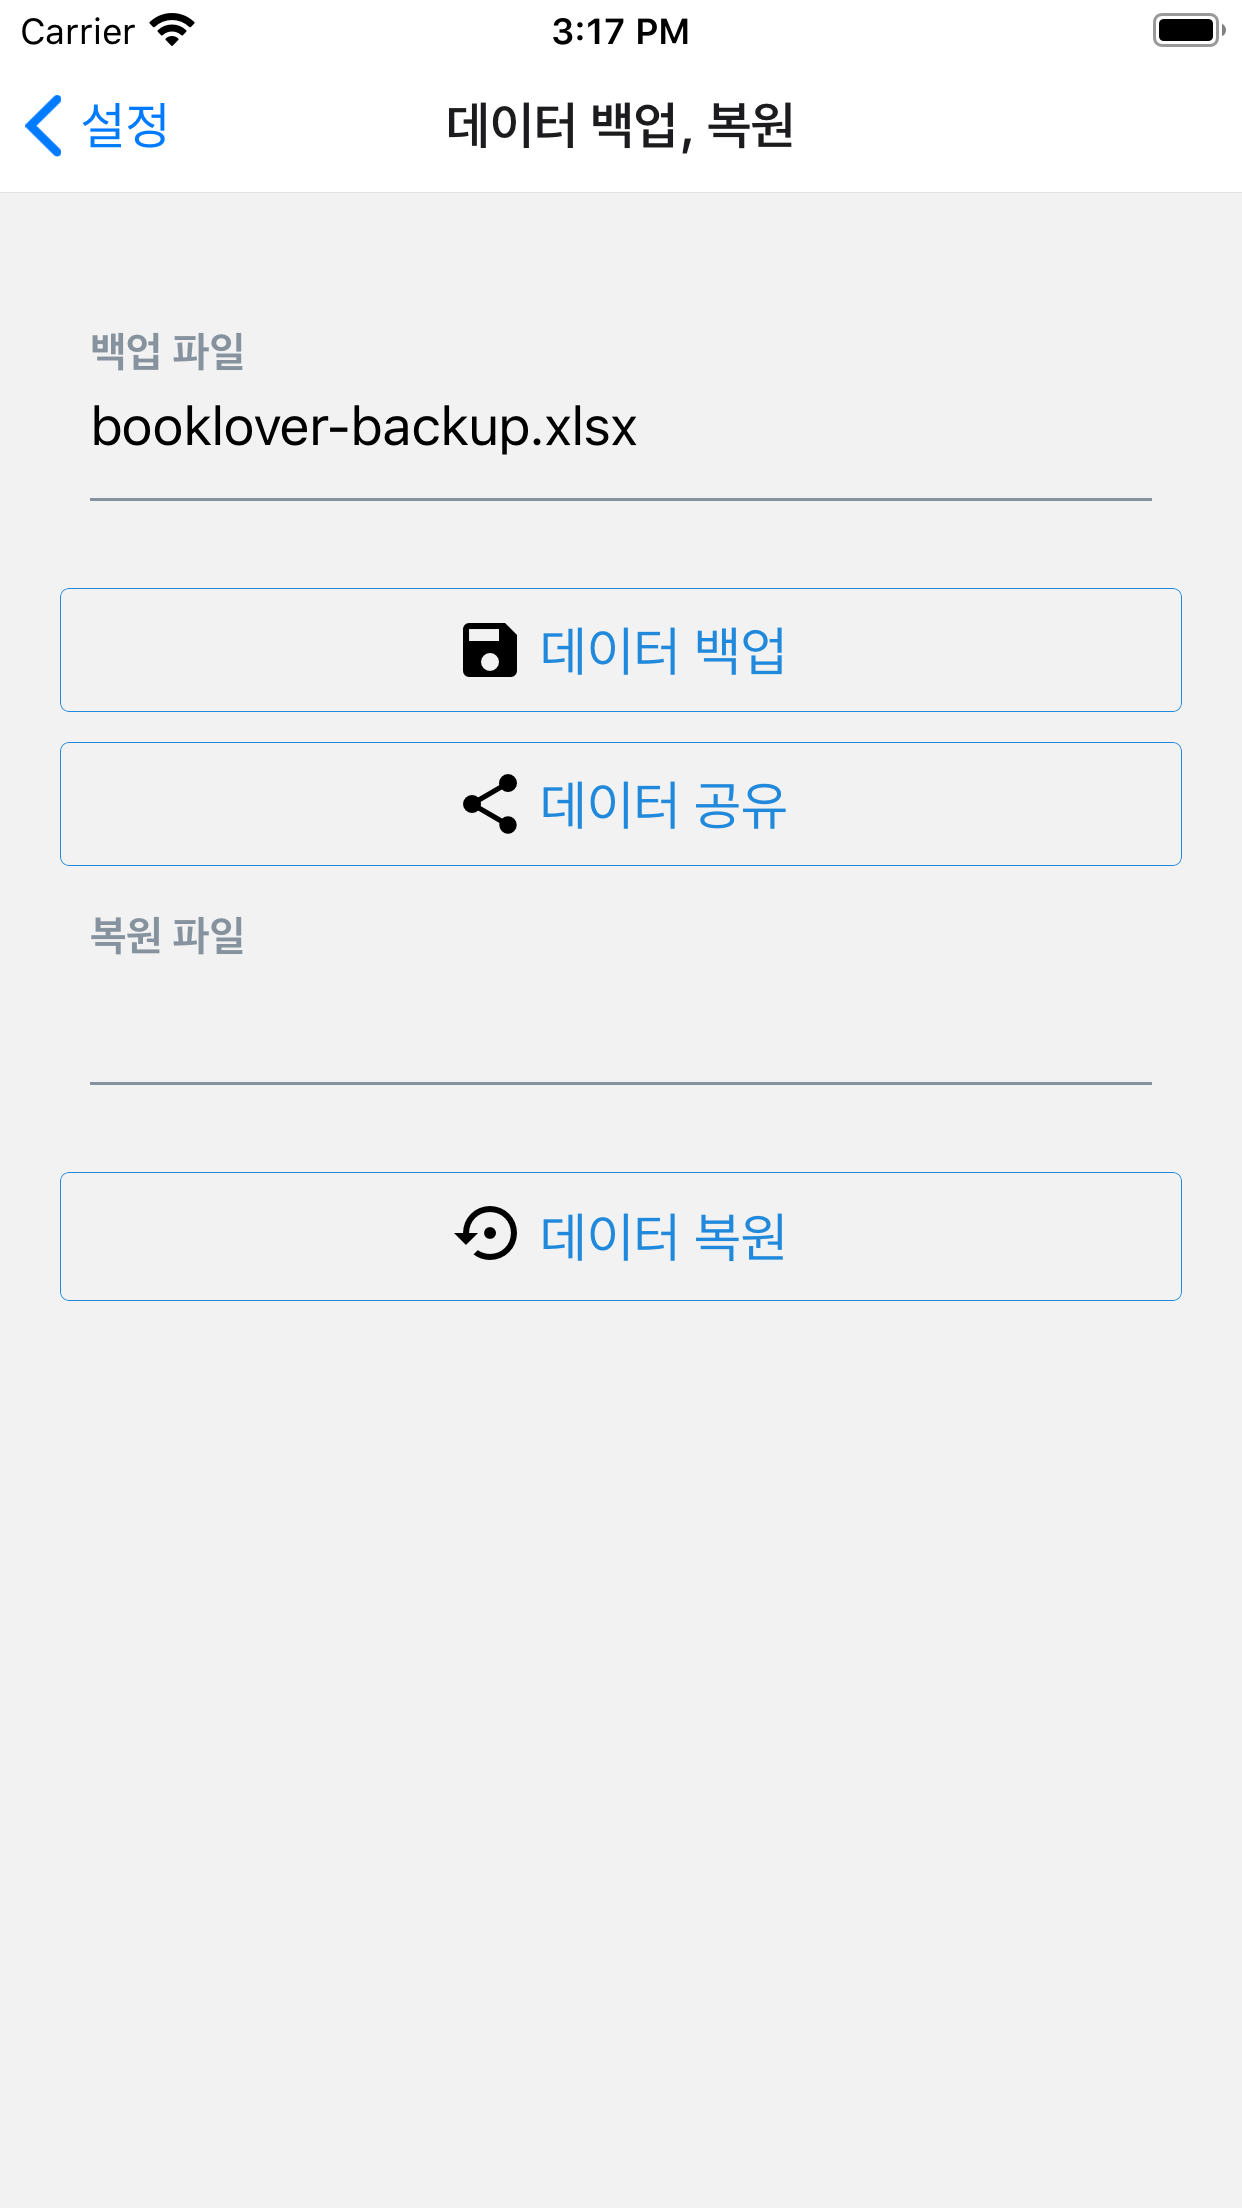 Carrier 3:17 PM
설정 데이터 백업, 복원
백업 파일
booklover-backup.xlsx
데이터 백업
데이터 공유
복원 파일
데이터 복원